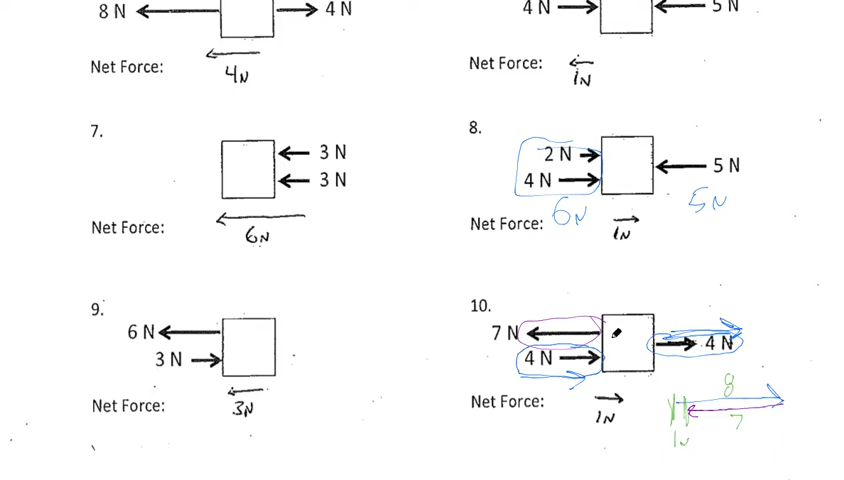 8 N 4 N
Net Force: 4N
4 N 5 N
Net Force: 1N
7.
3 N
3 N
Net Force: 6N
8.
2 N
4 N
5 N
6N 5N
Net Force: 1N
9.
6 N
3 N
Net Force: 3N
10.
7 N
4 N
4 N
Net Force: 1N
8
7
1N